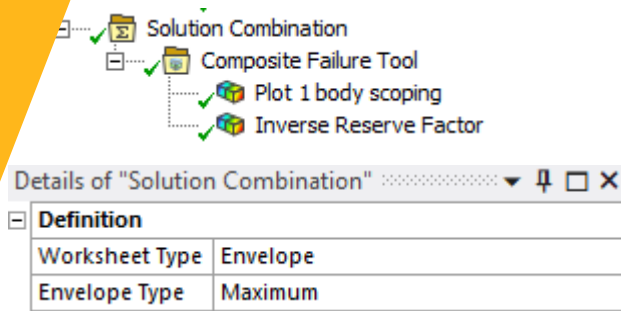 Solution Combination
Composite Failure Tool
Plot 1 body scoping
Inverse Reserve Factor
Details of "Solution Combination"
Definition
Worksheet Type Envelope
Envelope Type Maximum